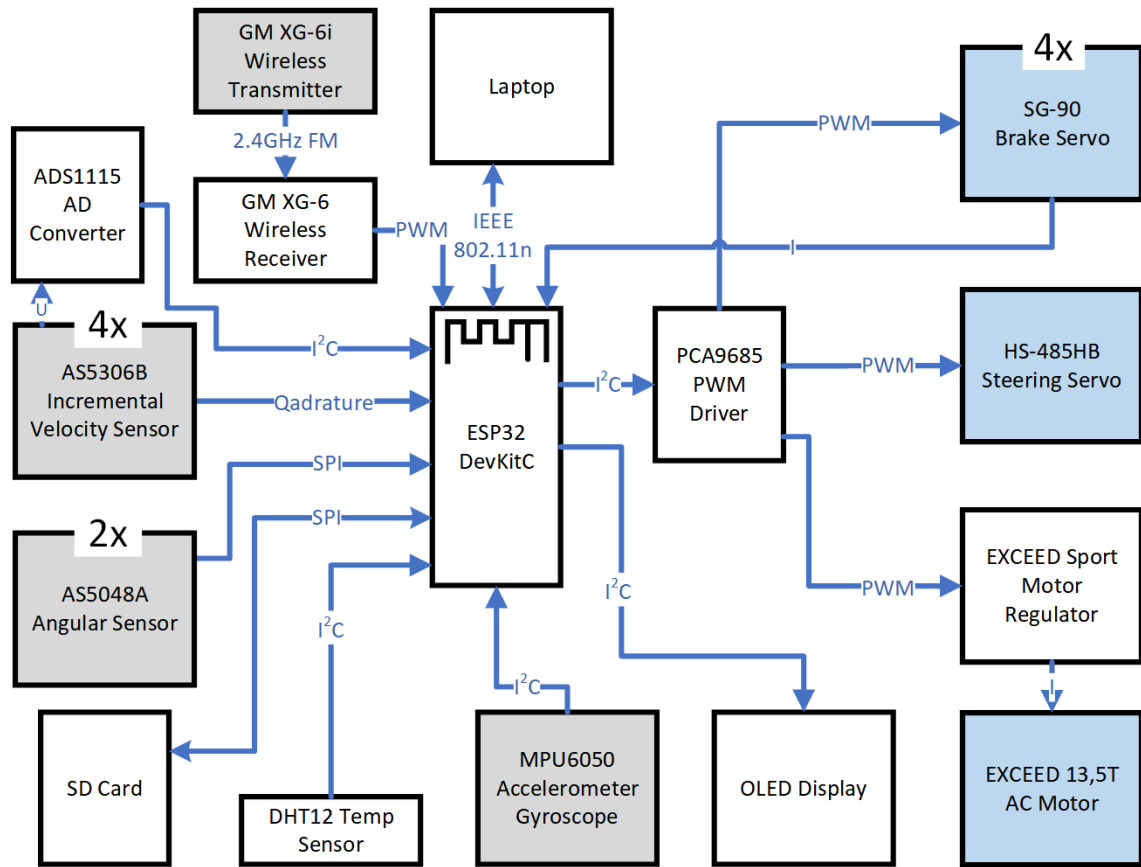 GM XG-6i
Wireless
Transmitter
Laptop
4x
SG-90
Brake Servo
PWM
2.4GHz FM
ADS1115
AD
Converter
GM XG-6
Wireless
Receiver
PWM
IEEE
802.11n
I
U
4x
AS5306B
Incremental
Velocity Sensor
I²C
Qadrature
ESP32
DevKitC
I²C
PCA9685
PWM
Driver
PWM
HS-485HB
Steering Servo
SPI
SPI
2x
AS5048A
Angular Sensor
I²C
I²C
I²C
PWM
EXCEED Sport
Motor
Regulator
I
SD Card
DHT12 Temp
Sensor
MPU6050
Accelerometer
Gyroscope
OLED Display
EXCEED 13,5T
AC Motor